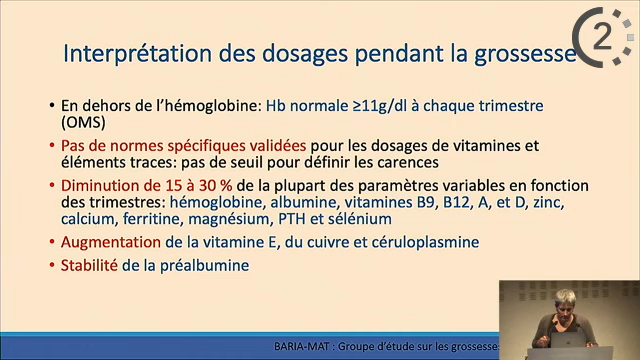 Interprétation des dosages pendant la grossesse
2
• En dehors de l'hémoglobine: Hb normale ≥11g/dl à chaque trimestre
(OMS)
• Pas de normes spécifiques validées pour les dosages de vitamines et
éléments traces: pas de seuil pour définir les carences
• Diminution de 15 à 30 % de la plupart des paramètres variables en fonction
des trimestres: hémoglobine, albumine, vitamines B9, B12, A, et D, zinc,
calcium, ferritine, magnésium, PTH et sélénium
• Augmentation de la vitamine E, du cuivre et céruloplasmine
• Stabilité de la préalbumine
BARIA-MAT : Groupe d'étude sur les grossesse